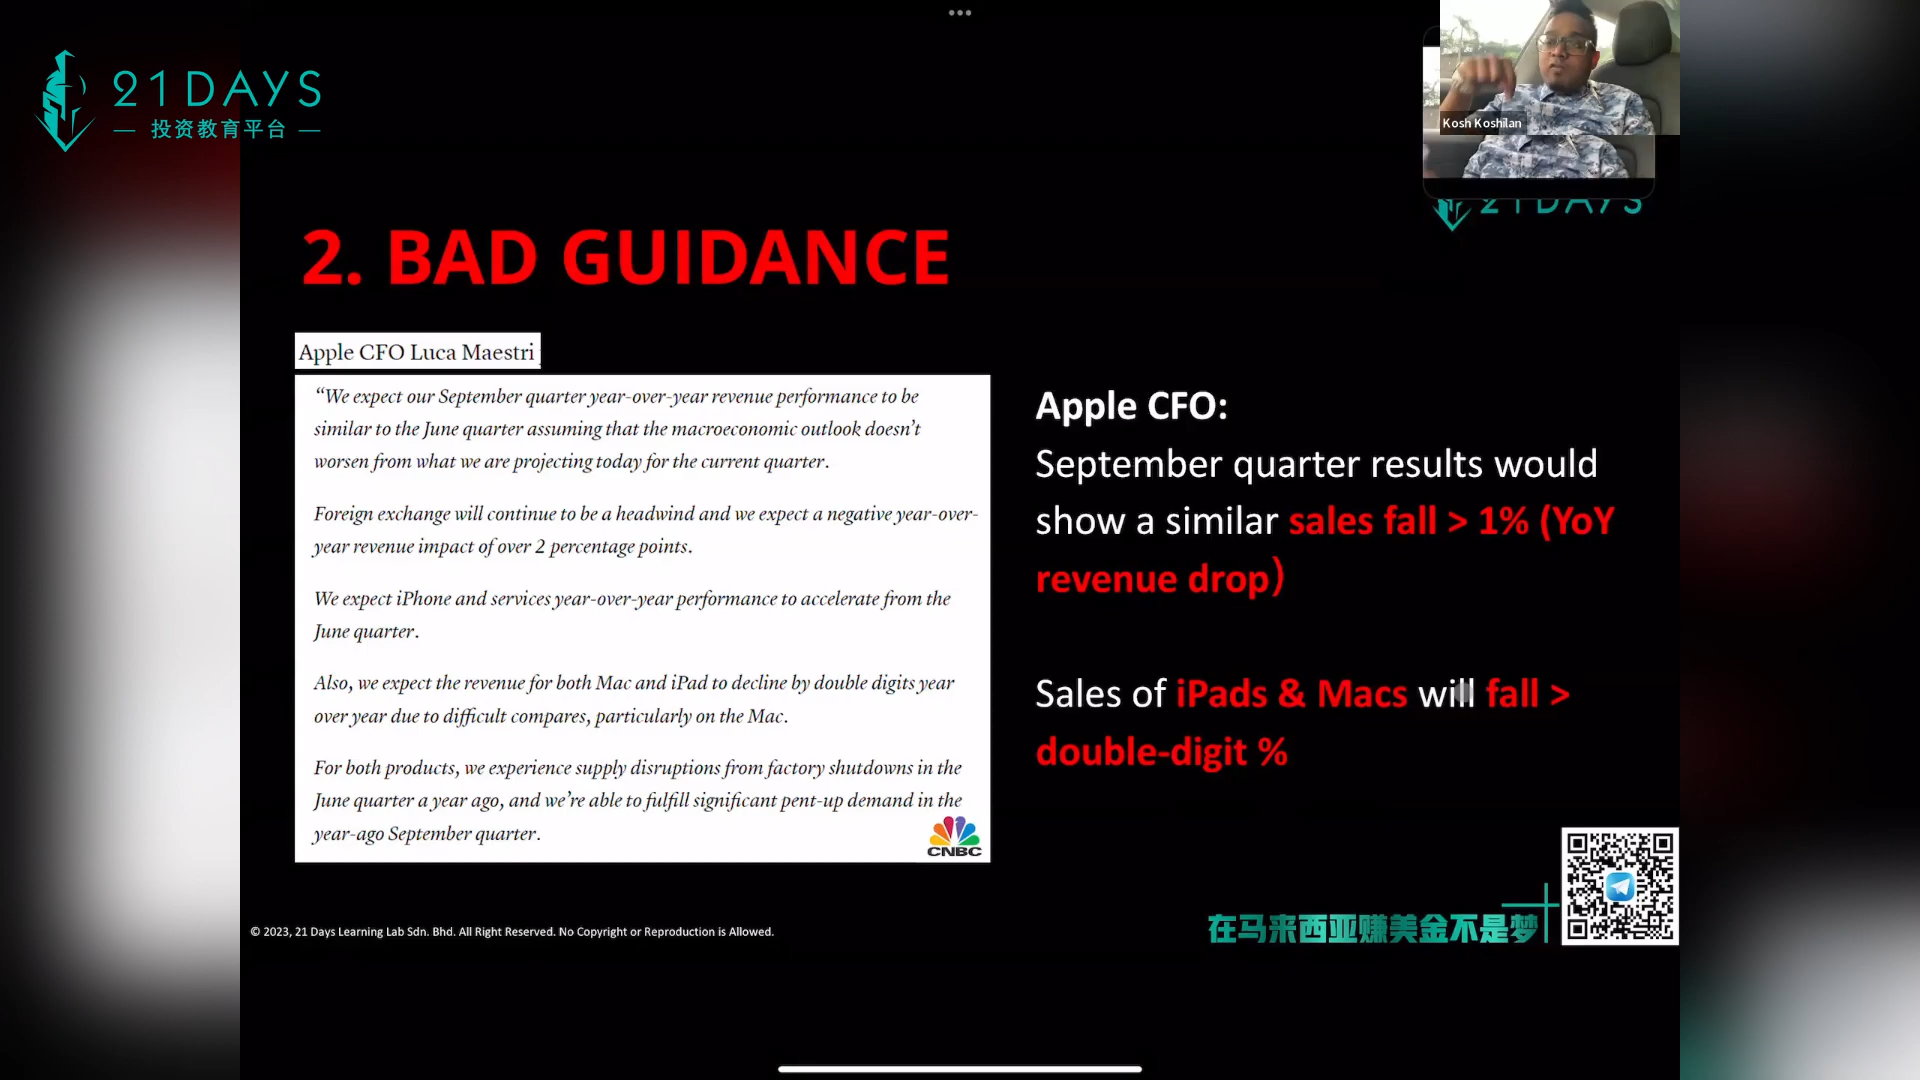 21DAYS
投资教育平台
Kosh Koshilan
21DAYS
2. BAD GUIDANCE
Apple CFO Luca Maestri
“We expect our September quarter year-over-year revenue performance to be
similar to the June quarter assuming that the macroeconomic outlook doesn’t
worsen from what we are projecting today for the current quarter.
Foreign exchange will continue to be a headwind and we expect a negative year-over-
year revenue impact of over 2 percentage points.
We expect iPhone and services year-over-year performance to accelerate from the
June quarter.
Also, we expect the revenue for both Mac and iPad to decline by double digits year
over year due to difficult compares, particularly on the Mac.
For both products, we experience supply disruptions from factory shutdowns in the
June quarter a year ago, and we’re able to fulfill significant pent-up demand in the
year-ago September quarter.
CNBC
Apple CFO:
September quarter results would
show a similar sales fall > 1% (YoY
revenue drop)
Sales of iPads & Macs will fall >
double-digit %
© 2023, 21 Days Learning Lab Sdn. Bhd. All Right Reserved. No Copyright or Reproduction is Allowed.
在马来西亚赚美金不是梦